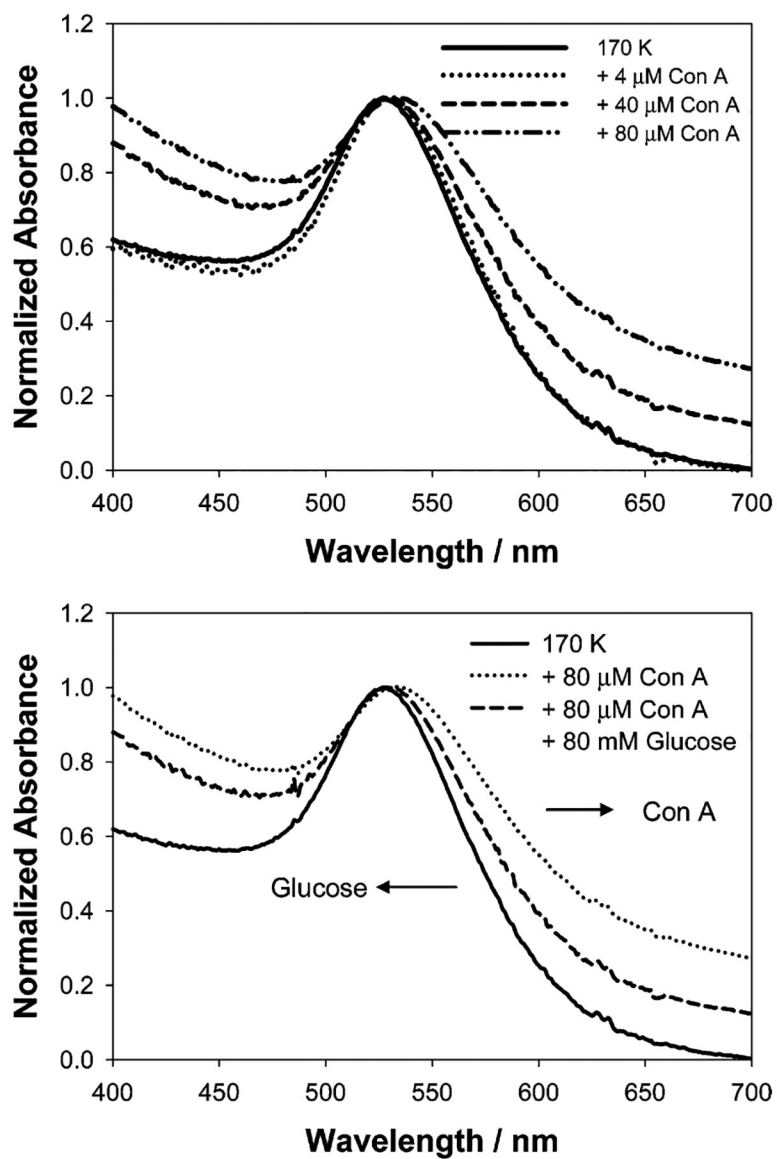 1.2
1.0
0.8
0.6
0.4
0.2
0.0
Normalized Absorbance
170 K
+ 4 μM Con A
+ 40 μM Con A
+ 80 μM Con A
400 450 500 550 600 650 700
Wavelength / nm
1.2
1.0
0.8
0.6
0.4
0.2
0.0
Normalized Absorbance
170 K
+ 80 μM Con A
+ 80 μM Con A
+ 80 mM Glucose
Con A
Glucose
400 450 500 550 600 650 700
Wavelength / nm